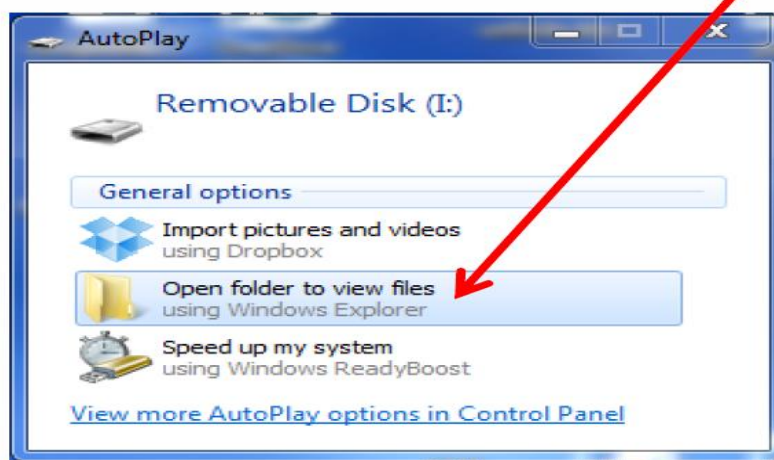 AutoPlay
Removable Disk (I:)
General options
Import pictures and videos
using Dropbox
Open folder to view files
using Windows Explorer
Speed up my system
using Windows ReadyBoost
View more AutoPlay options in Control Panel